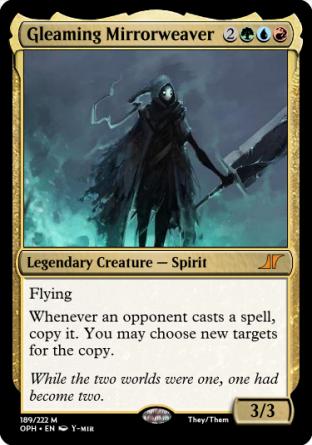 Gleaming Mirrorweaver 2
Legendary Creature — Spirit
Flying
Whenever an opponent casts a spell,
copy it. You may choose new targets
for the copy.
While the two worlds were one, one had
become two.
3/3
189/222 M
OPH • EN Y-MIR
They/Them